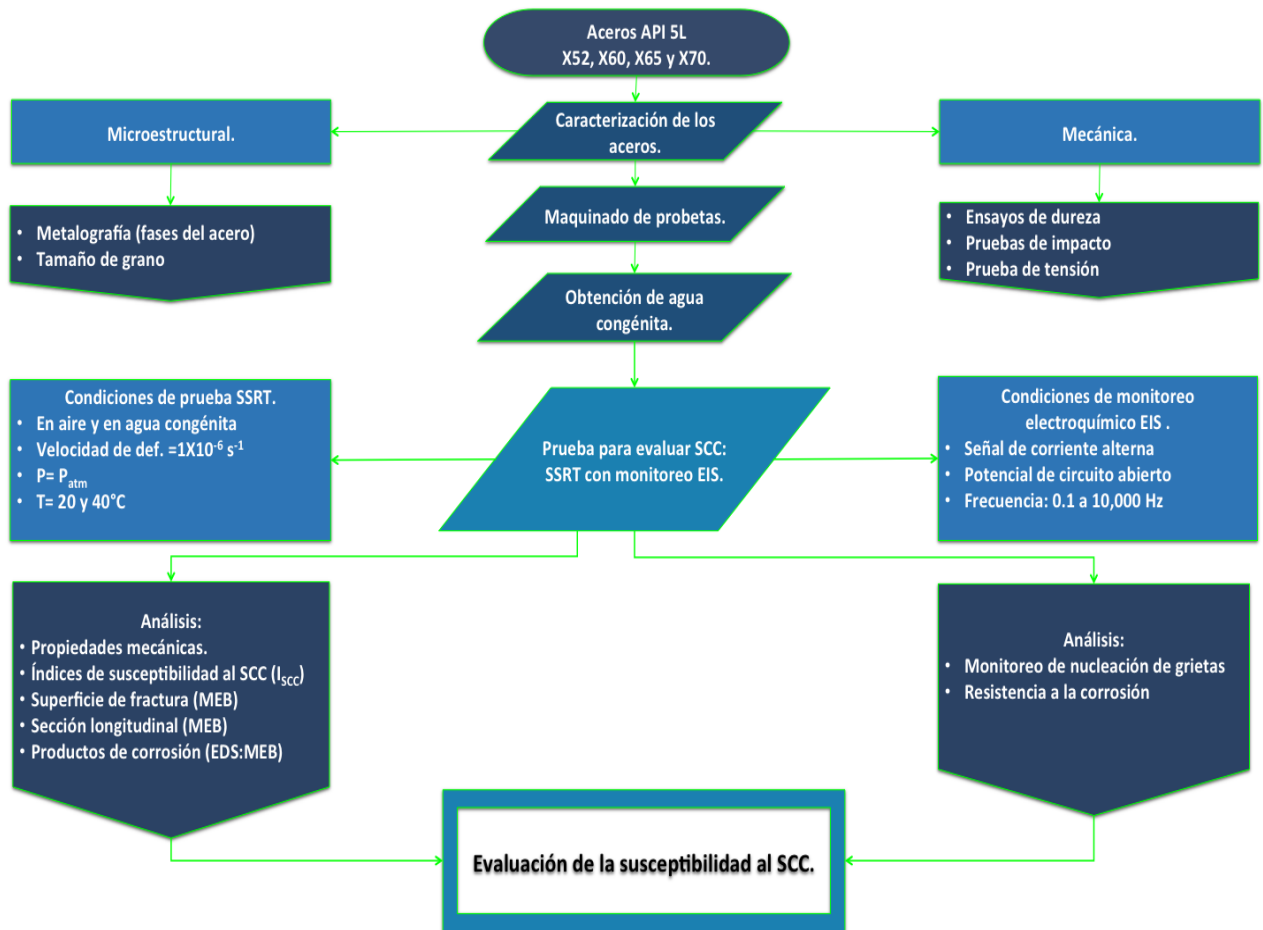 Aceros API 5L
X52, X60, X65 y X70.
Microestructural.
Caracterización de los
aceros.
Mecánica.
• Metalografía (fases del acero)
• Tamaño de grano
Maquinado de probetas.
• Ensayos de dureza
• Pruebas de impacto
• Prueba de tensión
Obtención de agua
congénita.
Condiciones de prueba SSRT.
• En aire y en agua congénita
• Velocidad de def. =1X10⁻⁶ s⁻¹
• P= Patm
• T= 20 y 40°C
Prueba para evaluar SCC:
SSRT con monitoreo EIS.
Condiciones de monitoreo
electroquímico EIS .
• Señal de corriente alterna
• Potencial de circuito abierto
• Frecuencia: 0.1 a 10,000 Hz
Análisis:
• Propiedades mecánicas.
• Índices de susceptibilidad al SCC (ISCC)
• Superficie de fractura (MEB)
• Sección longitudinal (MEB)
• Productos de corrosión (EDS:MEB)
Análisis:
• Monitoreo de nucleación de grietas
• Resistencia a la corrosión
Evaluación de la susceptibilidad al SCC.